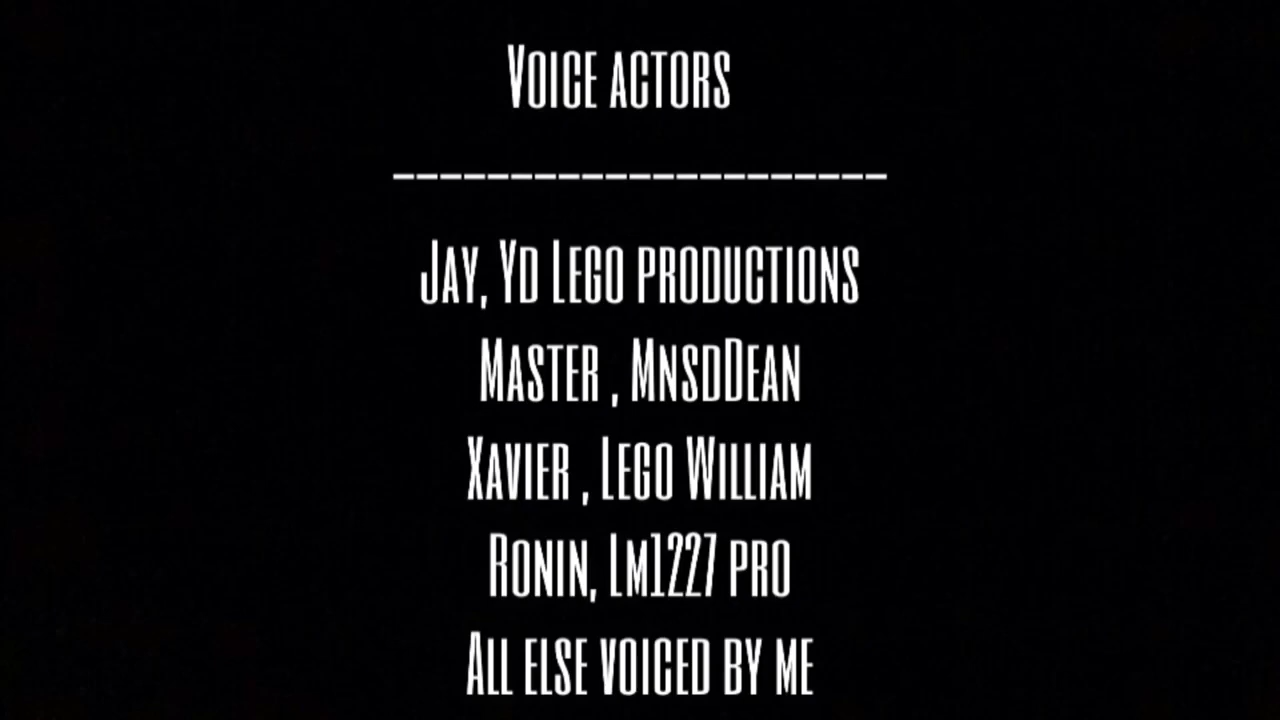 Voice actors
---------------------
Jay, Yd Lego productions
Master , MnsdDean
Xavier , Lego William
Ronin, Lm1227 pro
All else voiced by me